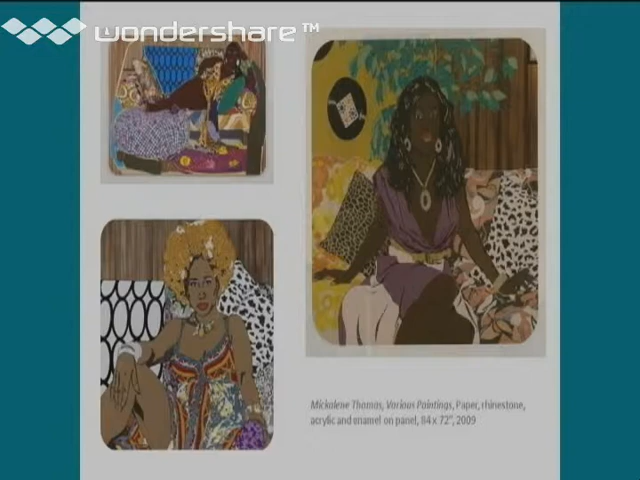 wondershare™
Mickalene Thomas, Various Paintings, Paper, rhinestone,
acrylic and enamel on panel, 84 x 72", 2009